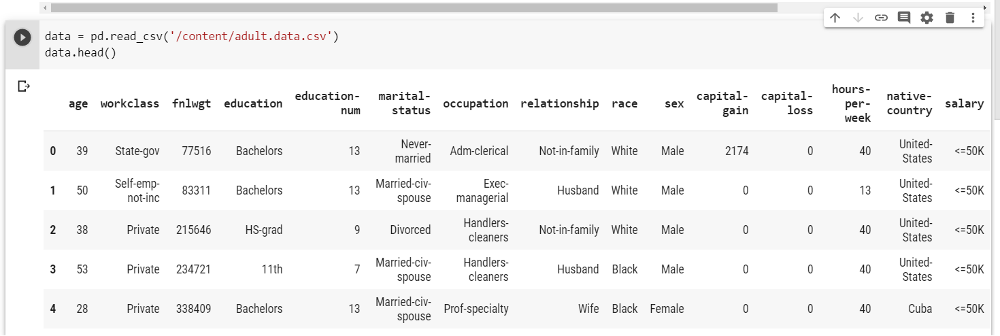 data = pd.read_csv('/content/adult.data.csv')
data.head()
age workclass fnlwgt education education-num marital-status occupation relationship race sex capital-gain capital-loss hours-per-week native-country salary
0 39 State-gov 77516 Bachelors 13 Never-married Adm-clerical Not-in-family White Male 2174 0 40 United-States <=50K
1 50 Self-emp-not-inc 83311 Bachelors 13 Married-civ-spouse Exec-managerial Husband White Male 0 0 13 United-States <=50K
2 38 Private 215646 HS-grad 9 Divorced Handlers-cleaners Not-in-family White Male 0 0 40 United-States <=50K
3 53 Private 234721 11th 7 Married-civ-spouse Handlers-cleaners Husband Black Male 0 0 40 United-States <=50K
4 28 Private 338409 Bachelors 13 Married-civ-spouse Prof-specialty Wife Black Female 0 0 40 Cuba <=50K